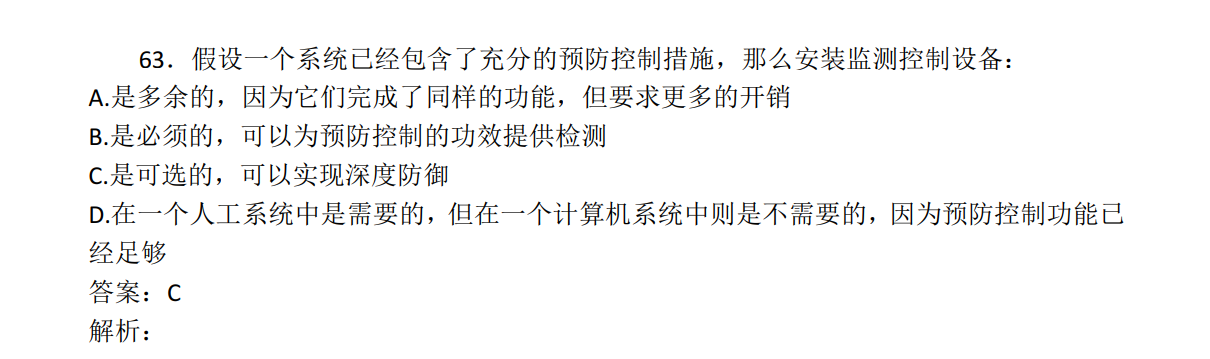 63．假设一个系统已经包含了充分的预防控制措施，那么安装监测控制设备：
A.是多余的，因为它们完成了同样的功能，但要求更多的开销
B.是必须的，可以为预防控制的功效提供检测
C.是可选的，可以实现深度防御
D.在一个人工系统中是需要的，但在一个计算机系统中则是不需要的，因为预防控制功能已
经足够
答案：C
解析：